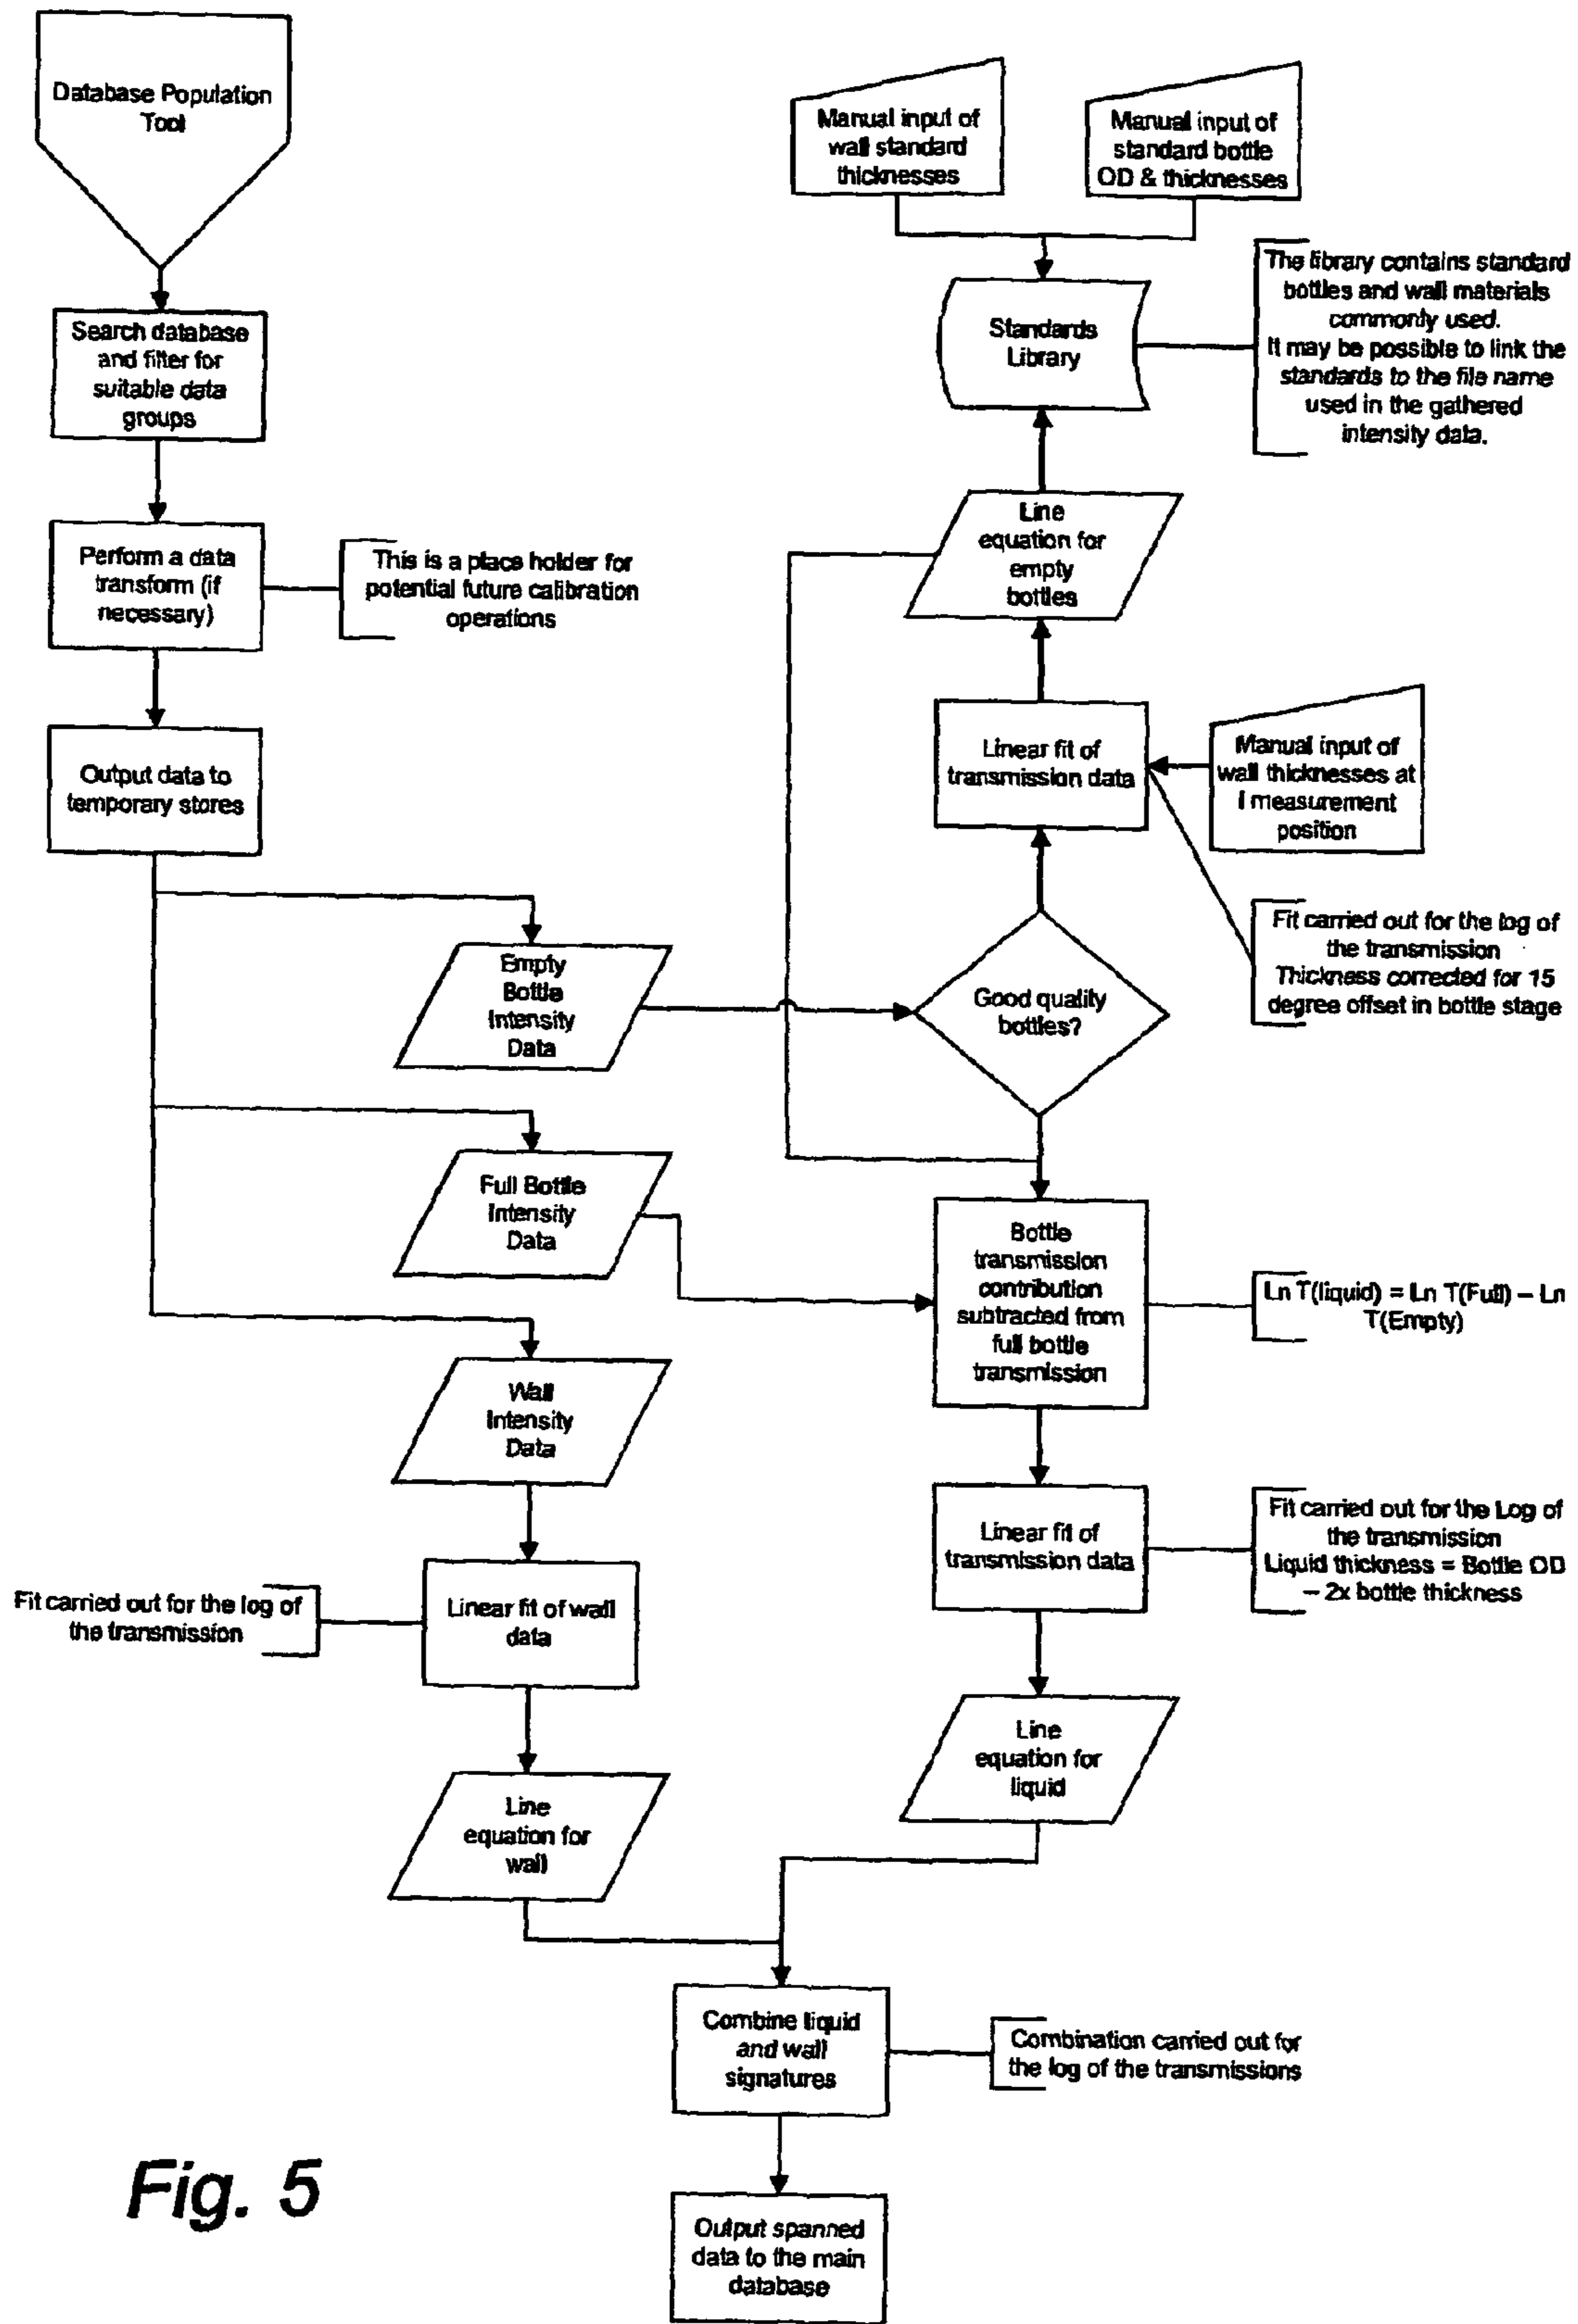 Database Population
Tool
Search database
and filter for
suitable data
groups
Perform a data
transform (if
necessary)
This is a place holder for
potential future calibration
operations
Output data to
temporary stores
Empty
Bottle
Intensity
Data
Full Bottle
Intensity
Data
Wall
Intensity
Data
Fit carried out for the log of
the transmission
Linear fit of wall
data
Line
equation for
wall
Manual input of
wall standard
thicknesses
Manual input of
standard bottle
OD & thicknesses
Standards
Library
The library contains standard
bottles and wall materials
commonly used.
It may be possible to link the
standards to the file name
used in the gathered
intensity data.
Line
equation for
empty
bottles
Linear fit of
transmission data
Manual input of
wall thicknesses at
I measurement
position
Fit carried out for the log of
the transmission
Thickness corrected for 15
degree offset in bottle stage
Good quality
bottles?
Bottle
transmission
contribution
subtracted from
full bottle
transmission
Ln T(liquid) = Ln T(Full) – Ln
T(Empty)
Linear fit of
transmission data
Fit carried out for the Log of
the transmission
Liquid thickness = Bottle OD
– 2x bottle thickness
Line
equation for
liquid
Combine liquid
and wall
signatures
Combination carried out for
the log of the transmissions
Output spanned
data to the main
database
Fig. 5